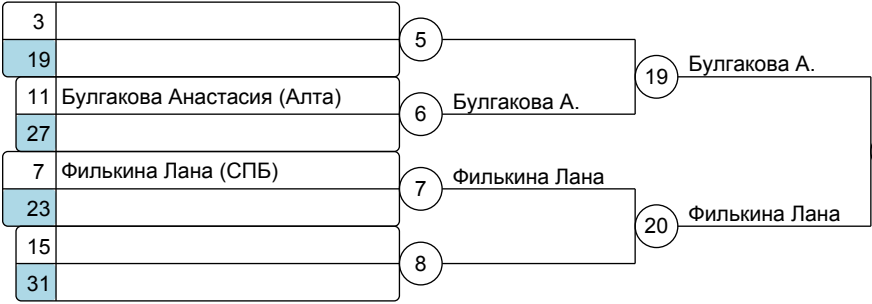 3
5
19
19 Булгакова А.
11 Булгакова Анастасия (Алта)
6 Булгакова А.
27
7 Филькина Лана (СПБ)
7 Филькина Лана
23
20 Филькина Лана
15
8
31